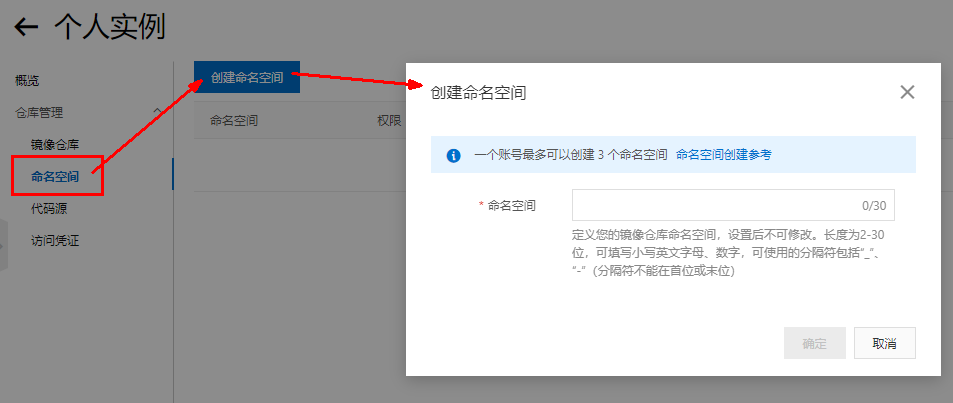 个人实例
概览
仓库管理
镜像仓库
命名空间
代码源
访问凭证
创建命名空间
命名空间
权限
创建命名空间
一个账号最多可以创建 3 个命名空间 命名空间创建参考
* 命名空间
0/30
定义您的镜像仓库命名空间，设置后不可修改。长度为2-30
位，可填写小写英文字母、数字，可使用的分隔符包括“_”、
“-”（分隔符不能在首位或末位）
确定
取消